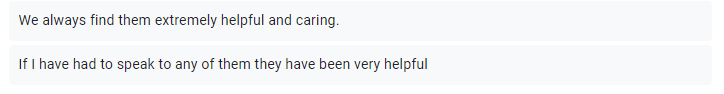 We always find them extremely helpful and caring.
If I have had to speak to any of them they have been very helpful